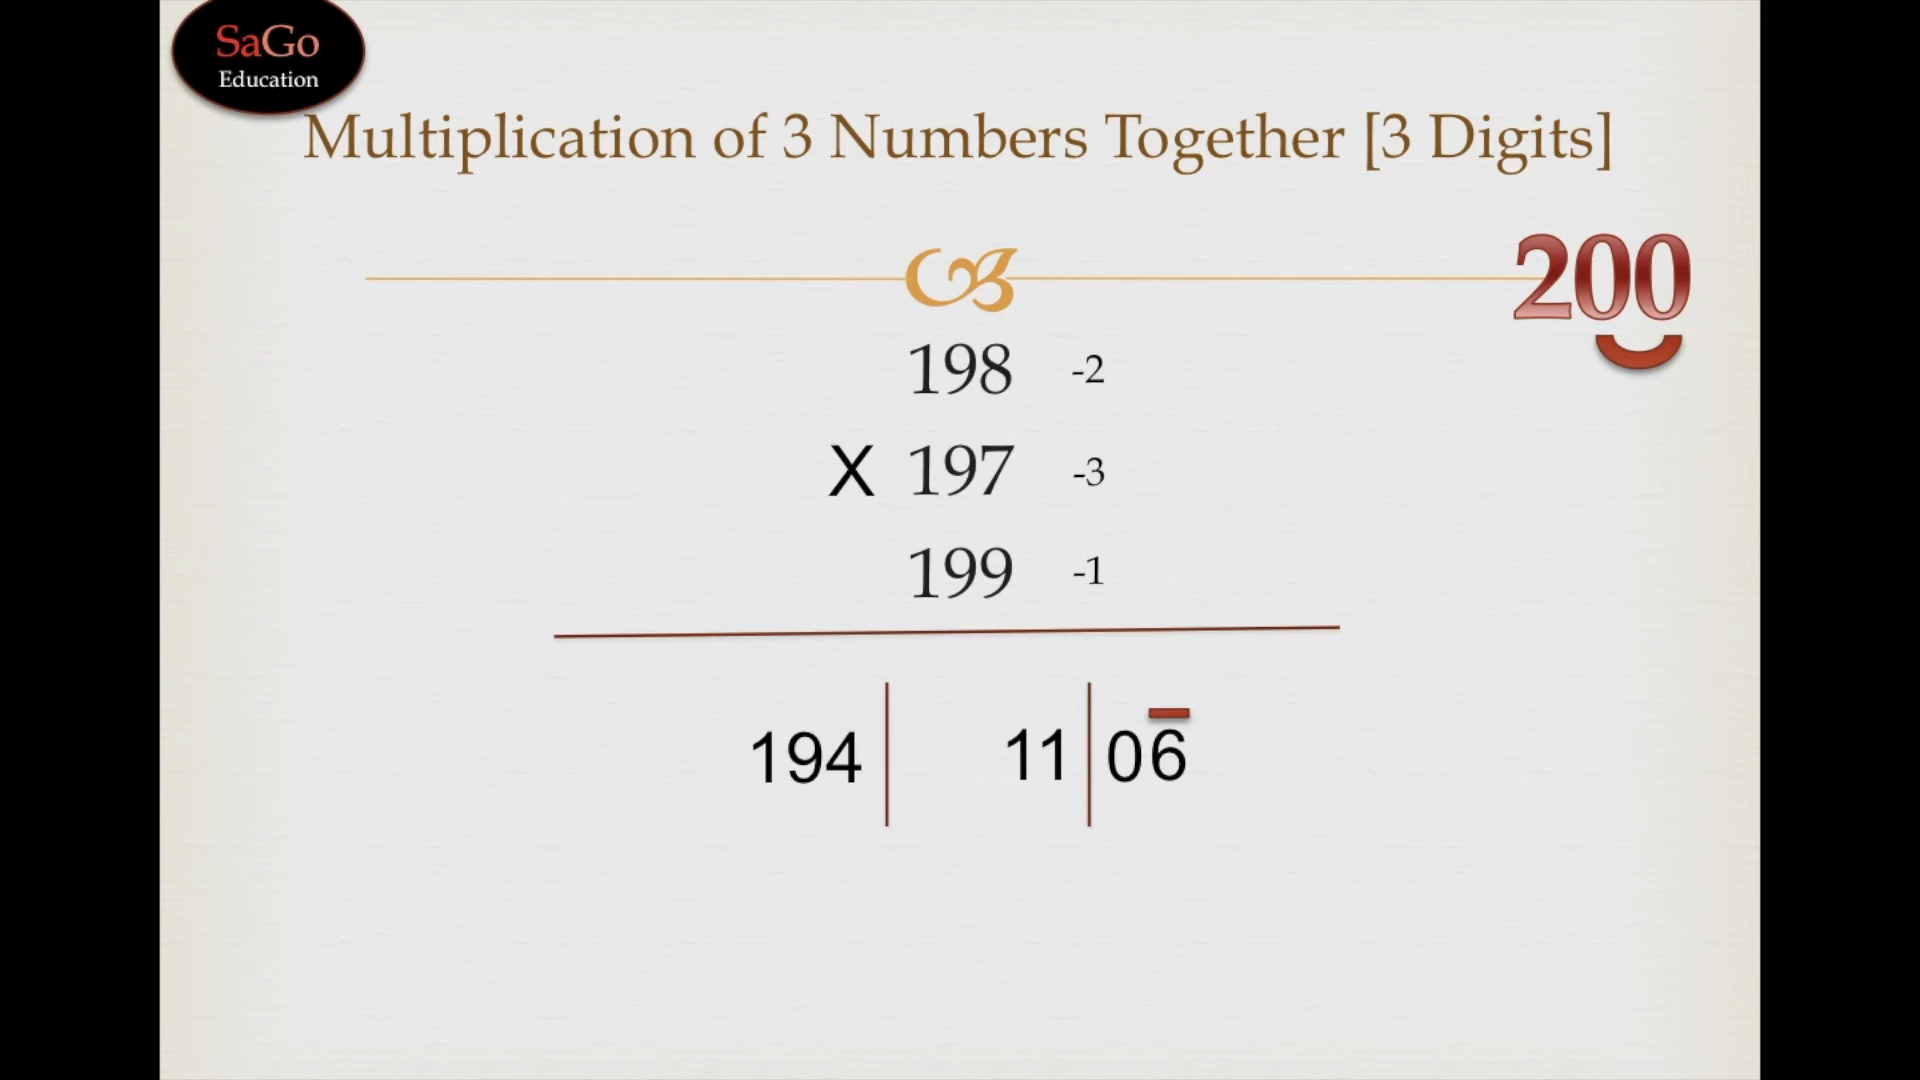 SaGo
Education
Multiplication of 3 Numbers Together [3 Digits]
200
198 -2
X 197 -3
199 -1
194 | 11 | 06̅